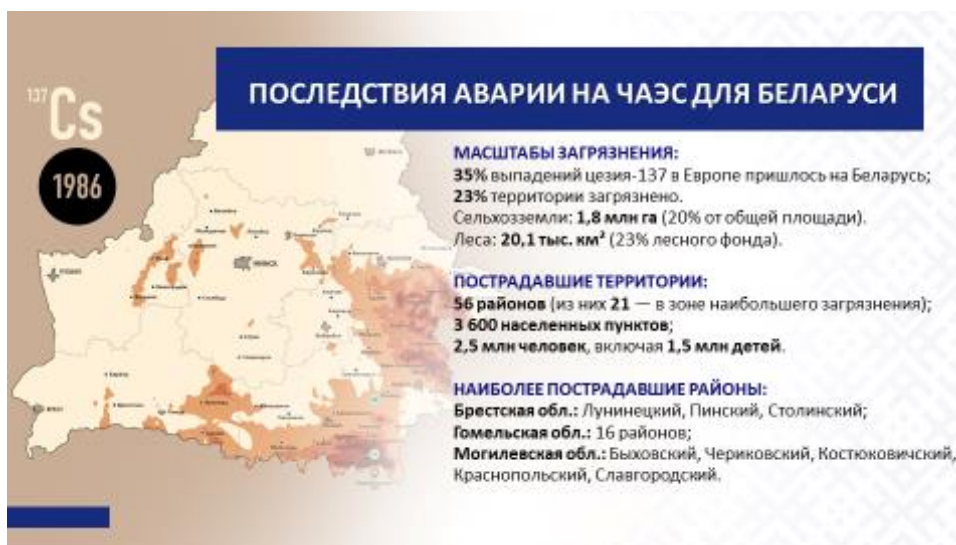 137
Cs
1986
ПОСЛЕДСТВИЯ АВАРИИ НА ЧАЭС ДЛЯ БЕЛАРУСИ
МАСШТАБЫ ЗАГРЯЗНЕНИЯ:
35% выпадений цезия-137 в Европе пришлось на Беларусь;
23% территории загрязнено.
Сельхозземли: 1,8 млн га (20% от общей площади).
Леса: 20,1 тыс. км² (23% лесного фонда).
ПОСТРАДАВШИЕ ТЕРРИТОРИИ:
56 районов (из них 21 — в зоне наибольшего загрязнения);
3 600 населенных пунктов;
2,5 млн человек, включая 1,5 млн детей.
НАИБОЛЕЕ ПОСТРАДАВШИЕ РАЙОНЫ:
Брестская обл.: Лунинецкий, Пинский, Столинский;
Гомельская обл.: 16 районов;
Могилевская обл.: Быховский, Чериковский, Костюковичский,
Краснопольский, Славгородский.